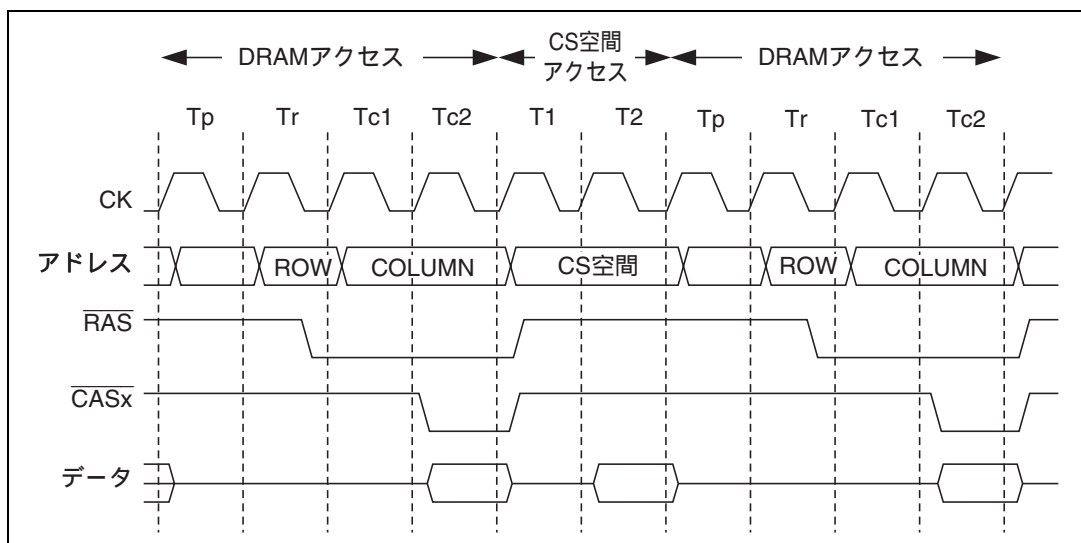 DRAMアクセス CS空間 アクセス DRAMアクセス
Tp Tr Tc1 Tc2 T1 T2 Tp Tr Tc1 Tc2
CK
アドレス ROW COLUMN CS空間 ROW COLUMN
RAS
CASx
データ